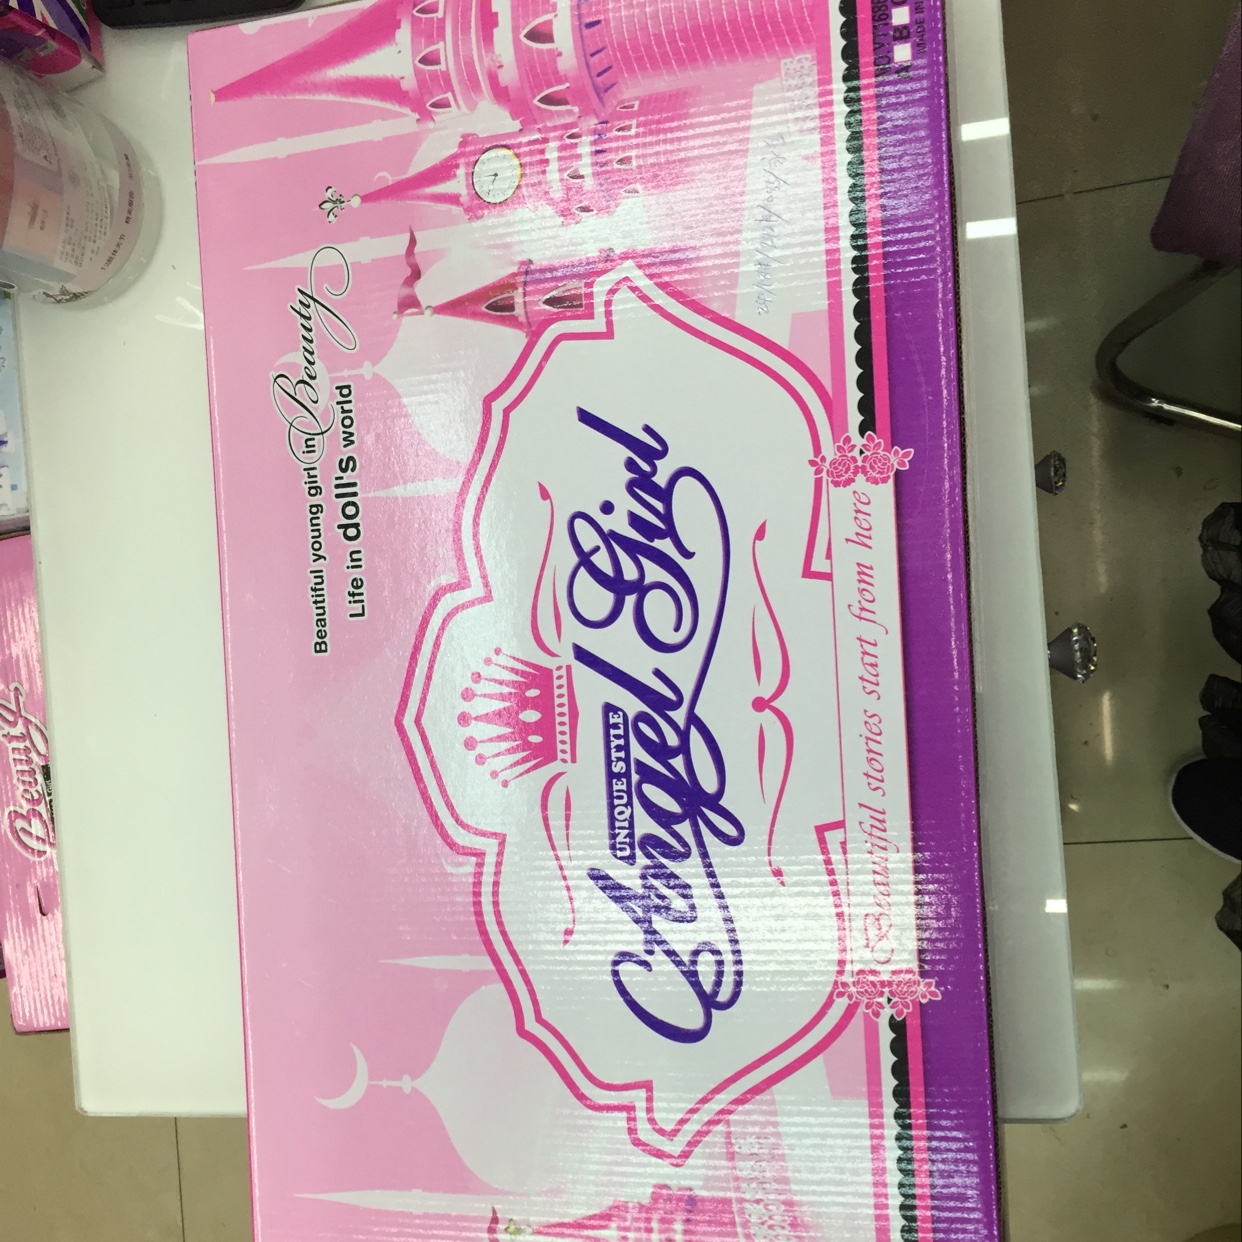 Beautiful young girl in Beauty
Life in doll's world
UNIQUE STYLE
Angel Girl
Beautiful stories start from here
MADE IN
Beauty